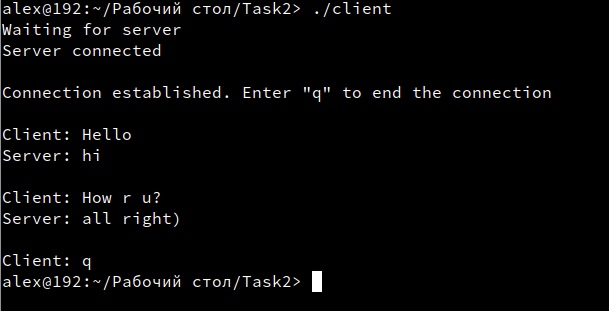 alex@192:~/Рабочий стол/Task2> ./client
Waiting for server
Server connected
Connection established. Enter "q" to end the connection
Client: Hello
Server: hi
Client: How r u?
Server: all right)
Client: q
alex@192:~/Рабочий стол/Task2>